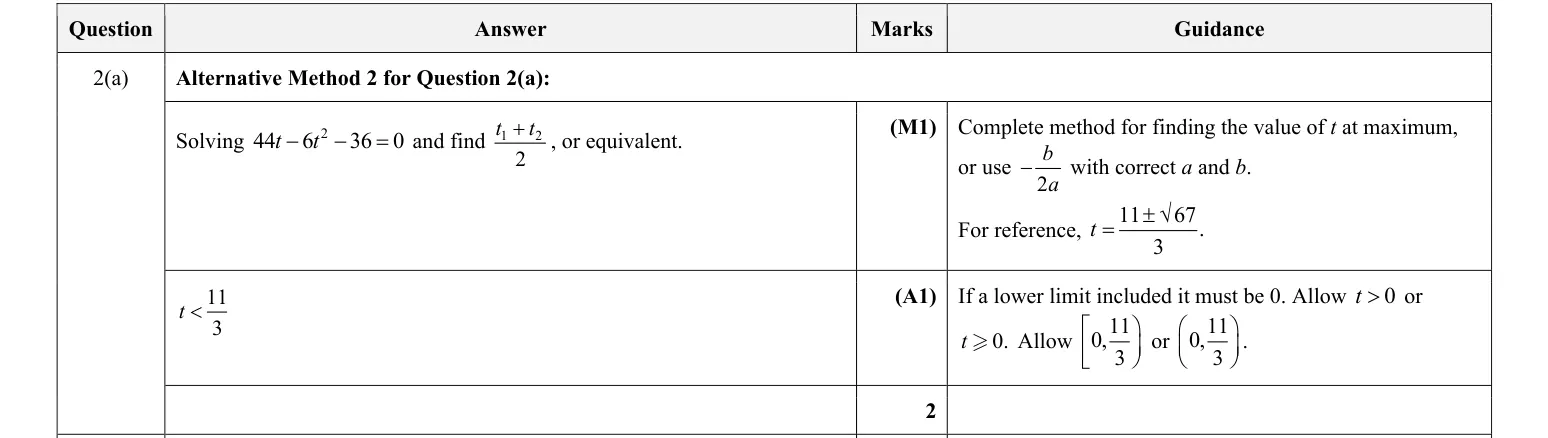 Question Answer Marks Guidance
2(a) Alternative Method 2 for Question 2(a):
Solving 44t − 6t² − 36 = 0 and find (t₁ + t₂)/2, or equivalent. (M1) Complete method for finding the value of t at maximum,
or use −b/2a with correct a and b.
For reference, t = (11 ± √67)/3.
t < 11/3 (A1) If a lower limit included it must be 0. Allow t > 0 or
t ⩾ 0. Allow [0, 11/3) or (0, 11/3).
2